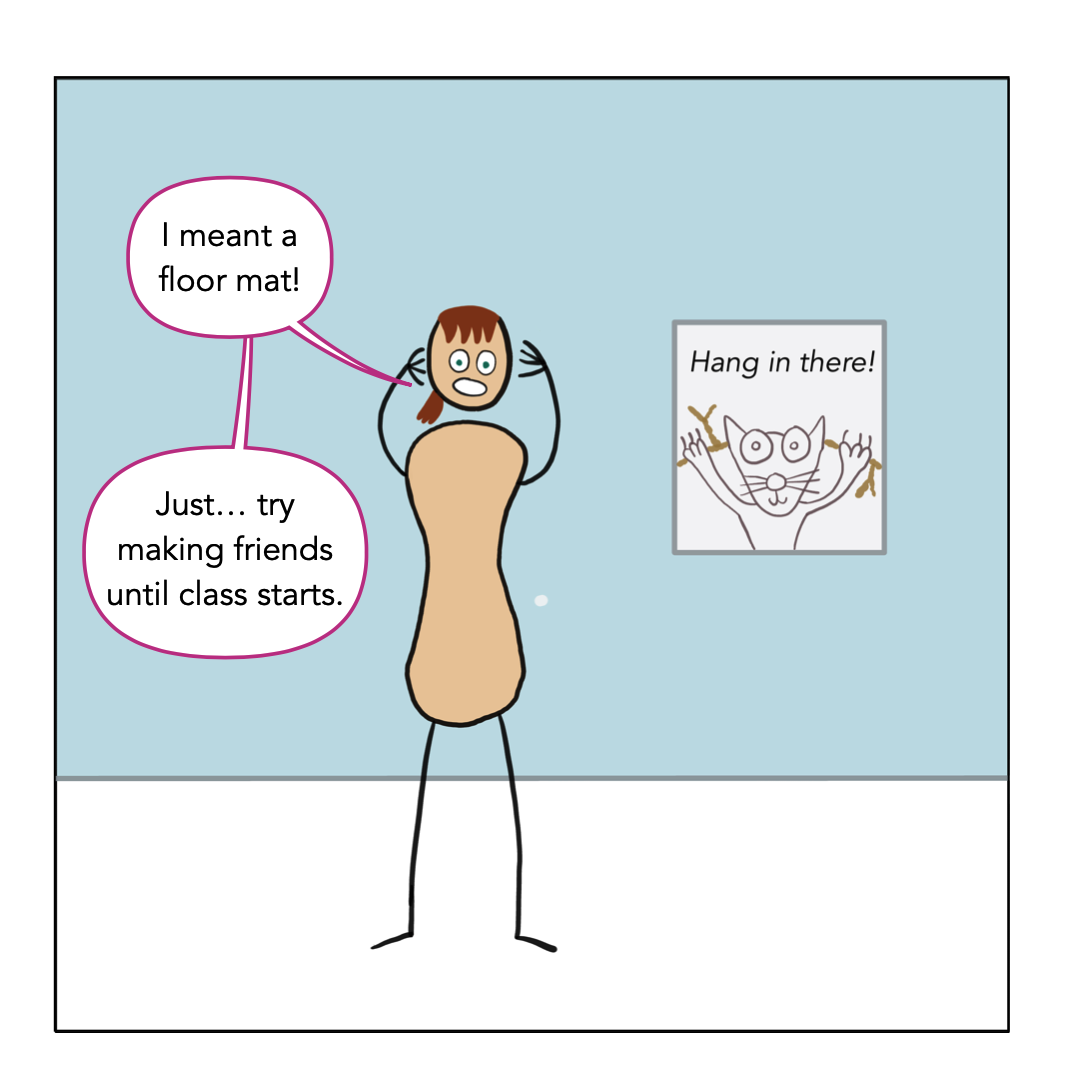 I meant a
floor mat!
Just... try
making friends
until class starts.
Hang in there!